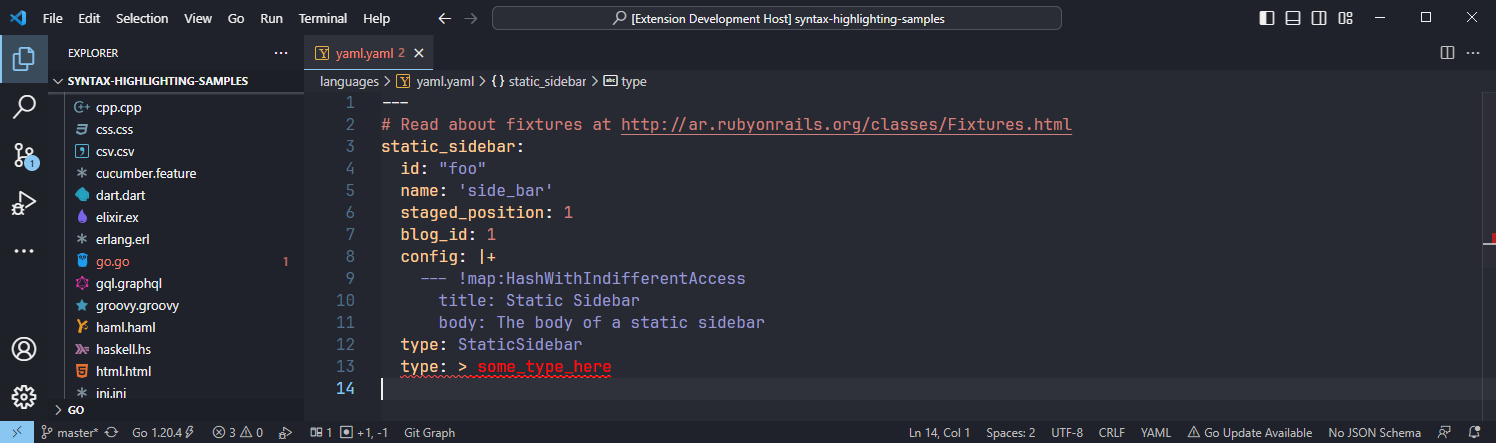 File Edit Selection View Go Run Terminal Help [Extension Development Host] syntax-highlighting-samples
EXPLORER
yaml.yaml 2
SYNTAX-HIGHLIGHTING-SAMPLES
languages > yaml.yaml > {} static_sidebar > abc type
cpp.cpp
css.css
csv.csv
cucumber.feature
dart.dart
elixir.ex
erlang.erl
go.go 1
gql.graphql
groovy.groovy
haml.haml
haskell.hs
html.html
ini.ini
GO
1
1 ---
2 # Read about fixtures at http://ar.rubyonrails.org/classes/Fixtures.html
3 static_sidebar:
4   id: "foo"
5   name: 'side_bar'
6   staged_position: 1
7   blog_id: 1
8   config: |+
9     --- !map:HashWithIndifferentAccess
10       title: Static Sidebar
11       body: The body of a static sidebar
12   type: StaticSidebar
13   type: > some_type_here
14
master* Go 1.20.4 3 0 1 +1, -1 Git Graph Ln 14, Col 1 Spaces: 2 UTF-8 CRLF YAML Go Update Available No JSON Schema